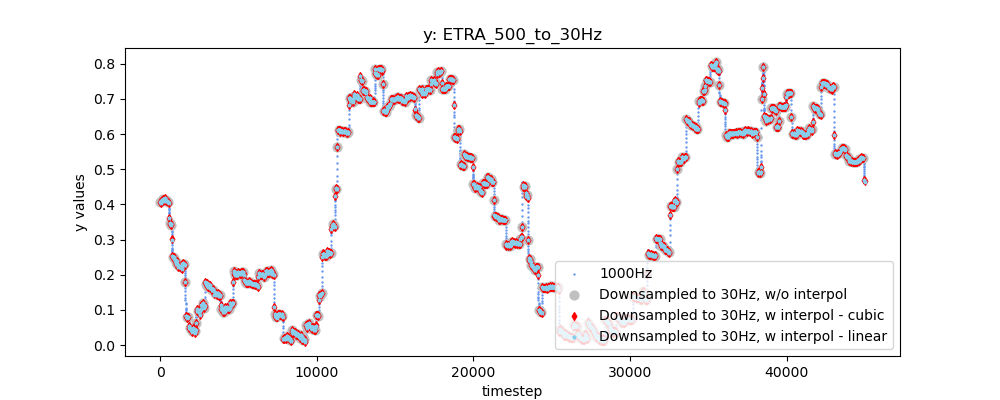 y: ETRA_500_to_30Hz
0.8
0.7
0.6
0.5
0.4
0.3
0.2
0.1
0.0
y values
1000Hz
Downsampled to 30Hz, w/o interpol
Downsampled to 30Hz, w interpol - cubic
Downsampled to 30Hz, w interpol - linear
0
10000
20000
30000
40000
timestep